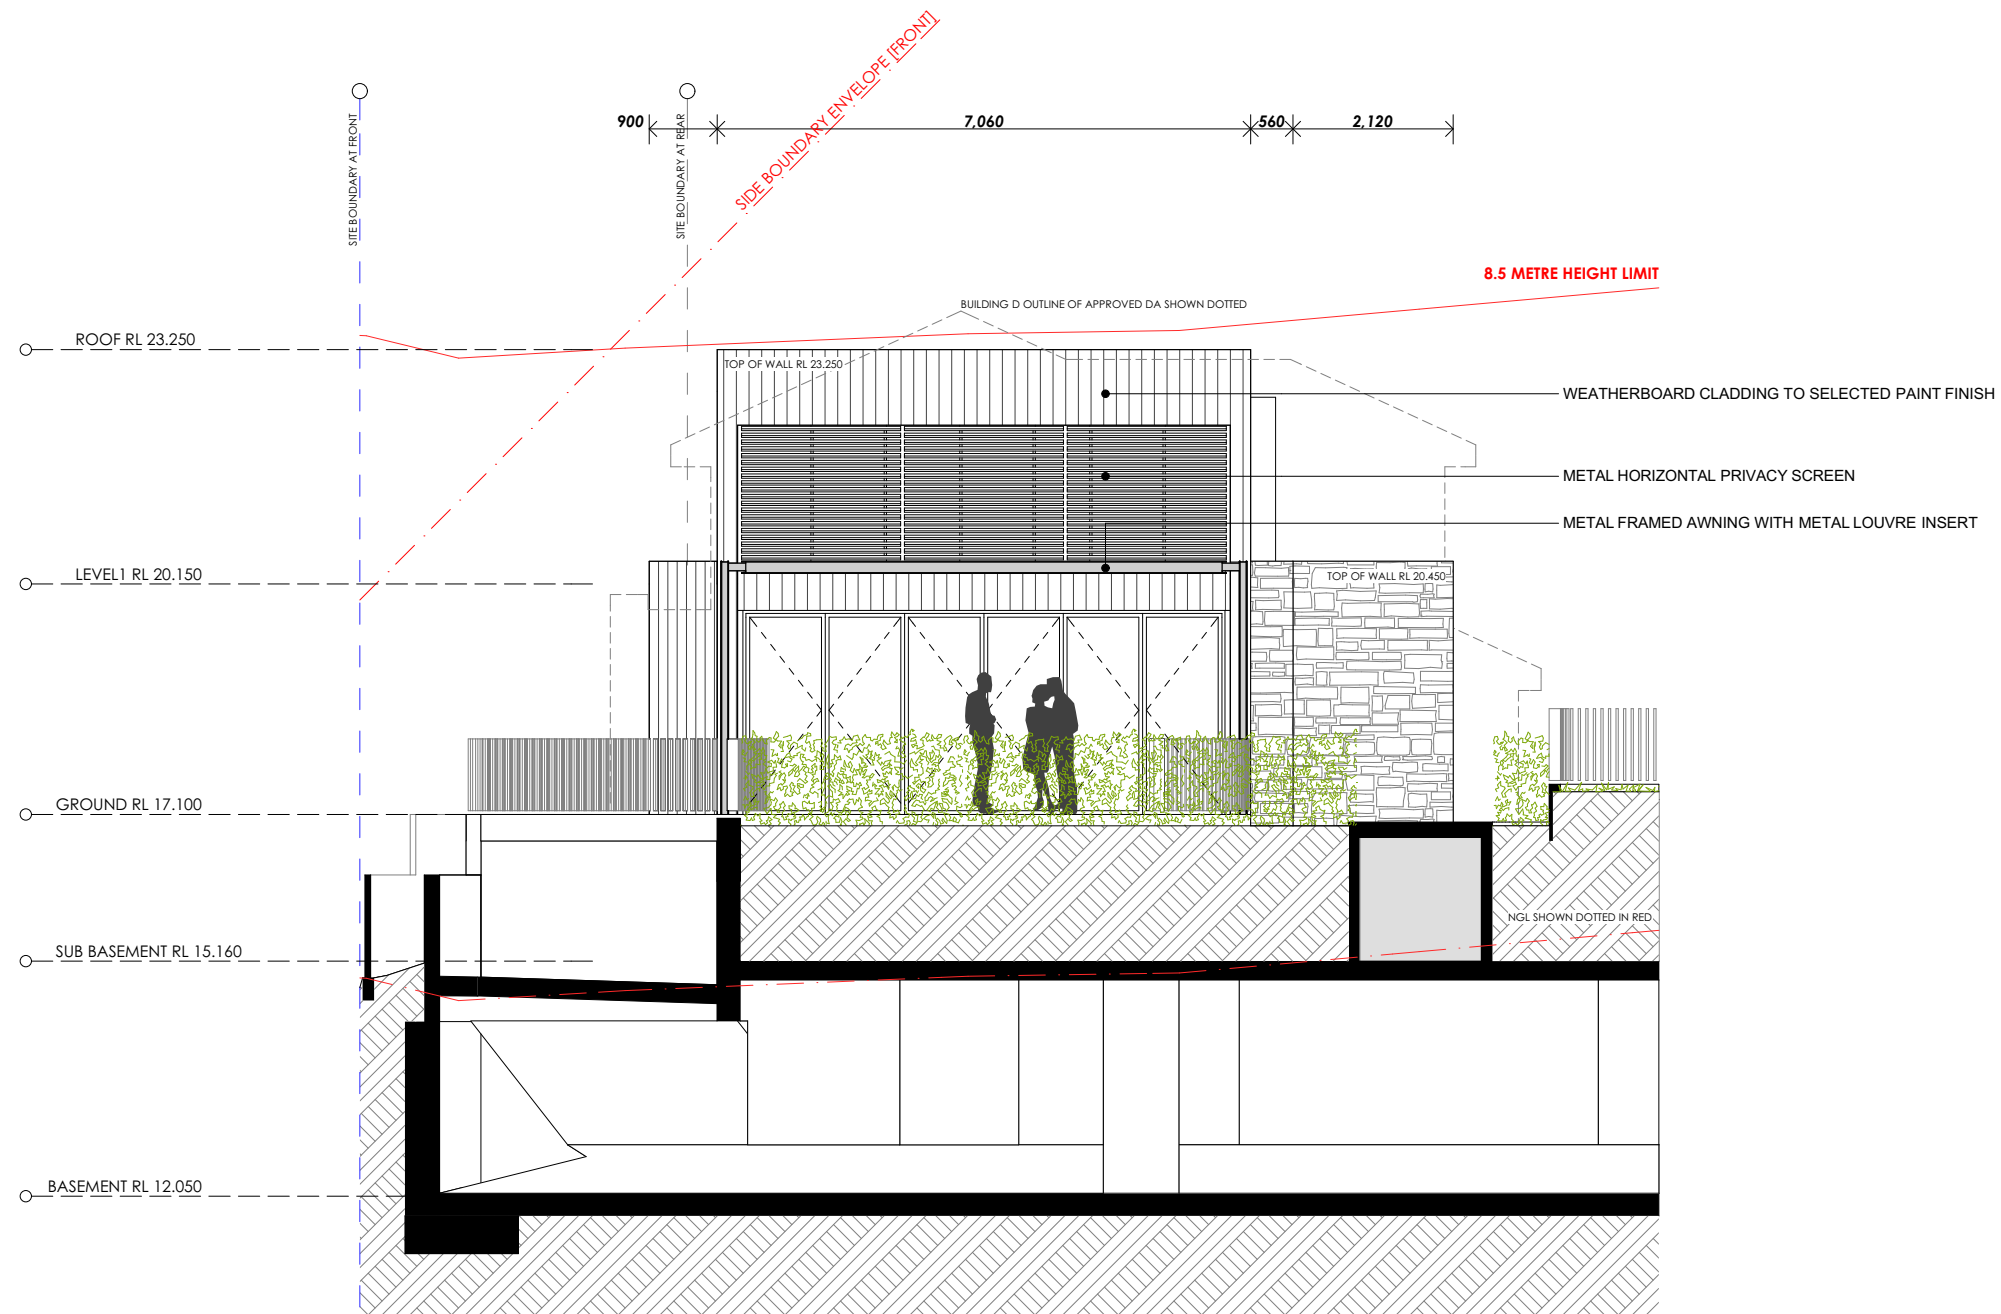 SIDE BOUNDARY ENVELOPE [FRONT]
SITE BOUNDARY AT FRONT
SITE BOUNDARY AT REAR
900
7,060
560
2,120
8.5 METRE HEIGHT LIMIT
BUILDING D OUTLINE OF APPROVED DA SHOWN DOTTED
ROOF RL 23.250
TOP OF WALL RL 23.250
WEATHERBOARD CLADDING TO SELECTED PAINT FINISH
METAL HORIZONTAL PRIVACY SCREEN
METAL FRAMED AWNING WITH METAL LOUVRE INSERT
LEVEL1 RL 20.150
TOP OF WALL RL 20.450
GROUND RL 17.100
NGL SHOWN DOTTED IN RED
SUB BASEMENT RL 15.160
BASEMENT RL 12.050